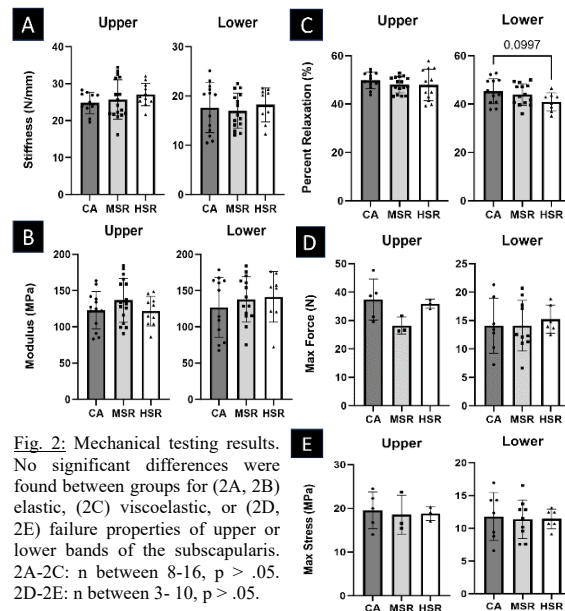 A
Upper
Lower
Stiffness (N/mm)
40
30
20
10
0
CA MSR HSR
30
20
10
0
CA MSR HSR
B
Upper
Lower
Modulus (MPa)
200
150
100
50
0
CA MSR HSR
200
150
100
50
0
CA MSR HSR
Fig. 2: Mechanical testing results.
No significant differences were
found between groups for (2A, 2B)
elastic, (2C) viscoelastic, or (2D,
2E) failure properties of upper or
lower bands of the subscapularis.
2A-2C: n between 8-16, p > .05.
2D-2E: n between 3- 10, p > .05.
C
Upper
Lower
Percent Relaxation (%)
60
40
20
0
CA MSR HSR
0.0997
60
40
20
0
CA MSR HSR
D
Upper
Lower
Max Force (N)
50
40
30
20
10
0
CA MSR HSR
25
20
15
10
5
0
CA MSR HSR
E
Upper
Lower
Max Stress (MPa)
30
20
10
0
CA MSR HSR
20
15
10
5
0
CA MSR HSR